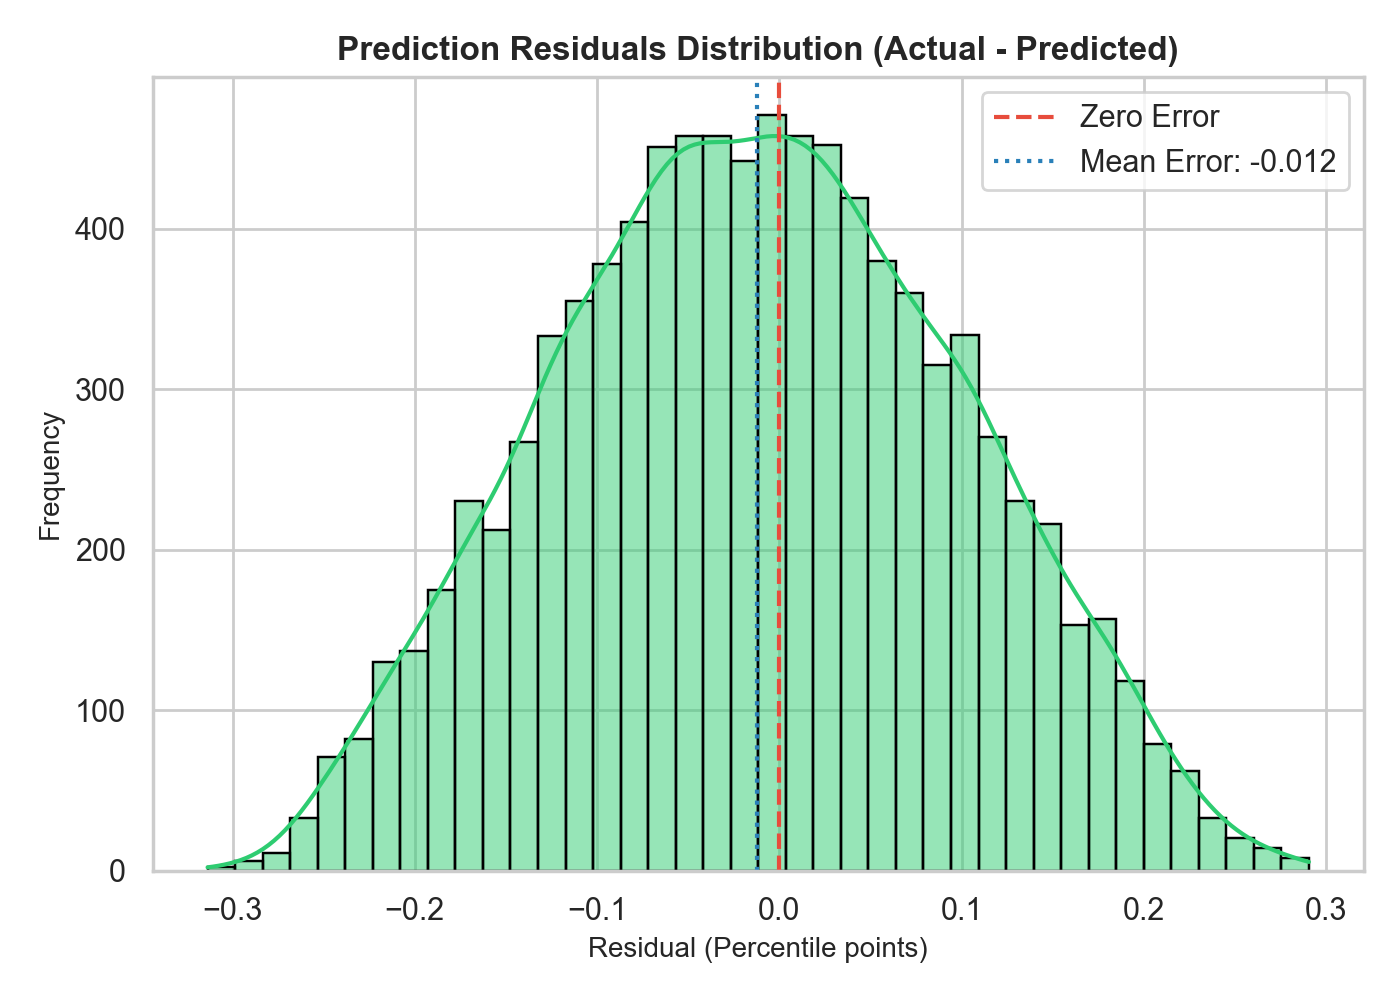 Prediction Residuals Distribution (Actual - Predicted)
Zero Error
Mean Error: -0.012
Frequency
400
300
200
100
0
−0.3 −0.2 −0.1 0.0 0.1 0.2 0.3
Residual (Percentile points)